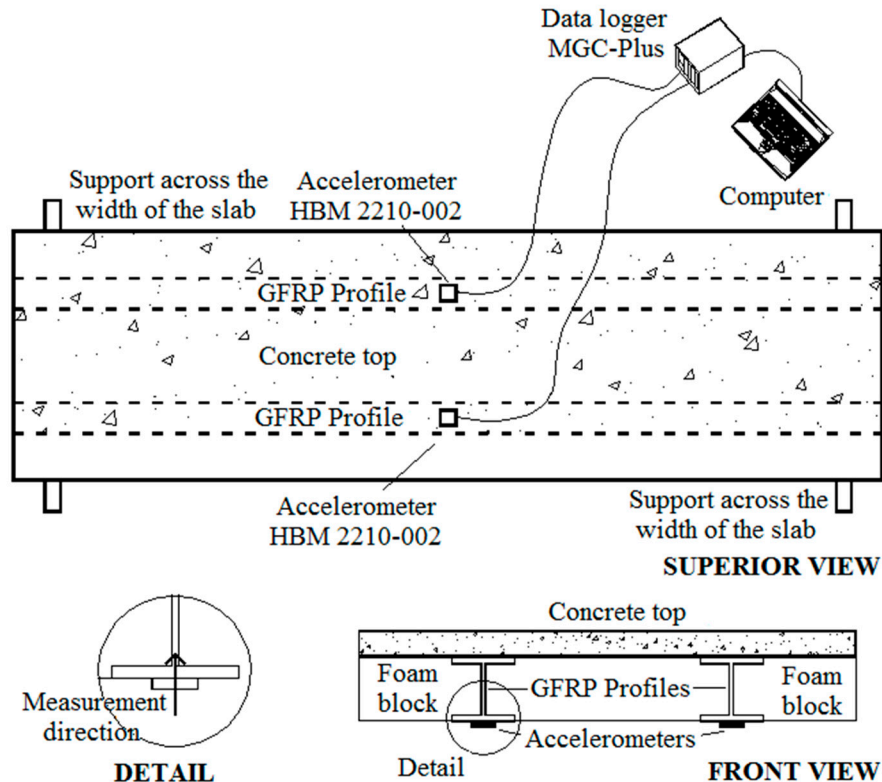 Data logger
MGC-Plus
Computer
Support across the
width of the slab
Accelerometer
HBM 2210-002
GFRP Profile
Concrete top
GFRP Profile
Accelerometer
HBM 2210-002
Support across the
width of the slab
SUPERIOR VIEW
Measurement
direction
DETAIL
Concrete top
Foam
block
GFRP Profiles
Foam
block
Accelerometers
Detail
FRONT VIEW